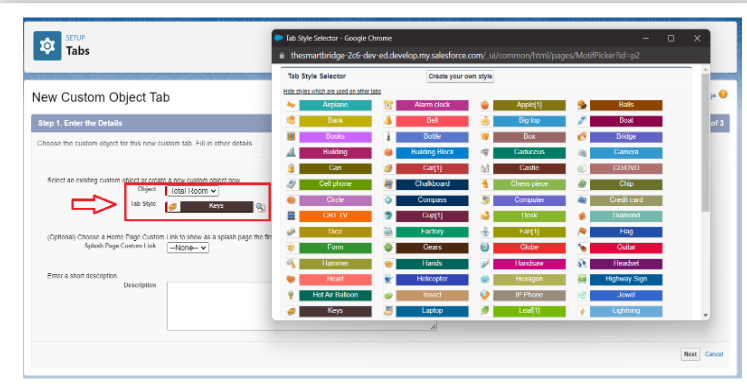 SETUP
Tabs
New Custom Object Tab
Step 1. Enter the Details
of 3
Choose the custom object for this new custom tab. Fill in other details.
Select an existing custom object or create a new custom object now.
Object Total Room
Tab Style Keys
(Optional) Choose a Home Page Custom Link to show as a splash page the fir
Splash Page Custom Link --None--
Enter a short description.
Description
Next Cancel
Tab Style Selector - Google Chrome
thesmartbridge-2c6-dev-ed.develop.my.salesforce.com/_ui/common/html/pages/MotifPicker?id=p2
Tab Style Selector Create your own style
Hide styles which are used on other tabs
Airplane Alarm clock Apple[1] Balls
Bank Bell Big top Boat
Books Bottle Box Bridge
Building Building Block Caduceus Camera
Can Car[1] Castle CD/DVD
Cell phone Chalkboard Chess piece Chip
Circle Compass Computer Credit card
CRT TV Cup[1] Desk Diamond
Dice Factory Fan[1] Flag
Form Gears Globe Guitar
Hammer Hands Handsaw Headset
Heart Helicopter Hexagon Highway Sign
Hot Air Balloon Insect IP Phone Jewel
Keys Laptop Leaf[1] Lightning